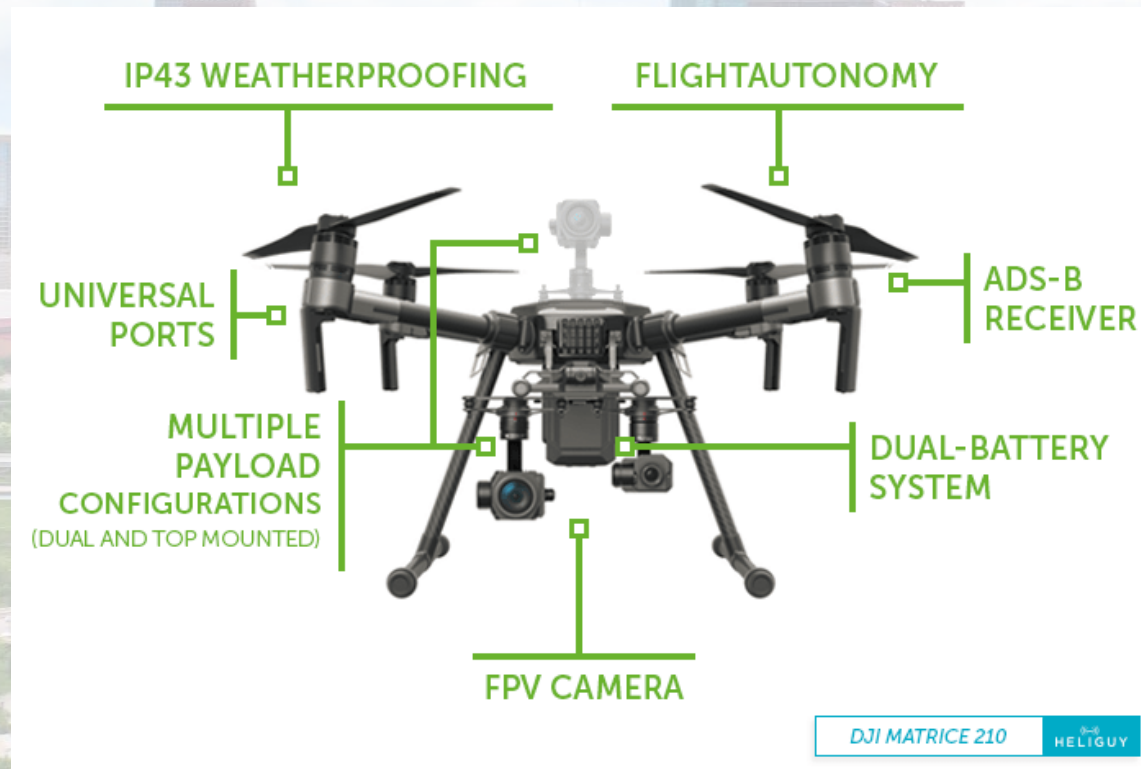 IP43 WEATHERPROOFING
FLIGHTAUTONOMY
UNIVERSAL
PORTS
ADS-B
RECEIVER
MULTIPLE
PAYLOAD
CONFIGURATIONS
(DUAL AND TOP MOUNTED)
DUAL-BATTERY
SYSTEM
FPV CAMERA
DJI MATRICE 210
HELIGUY